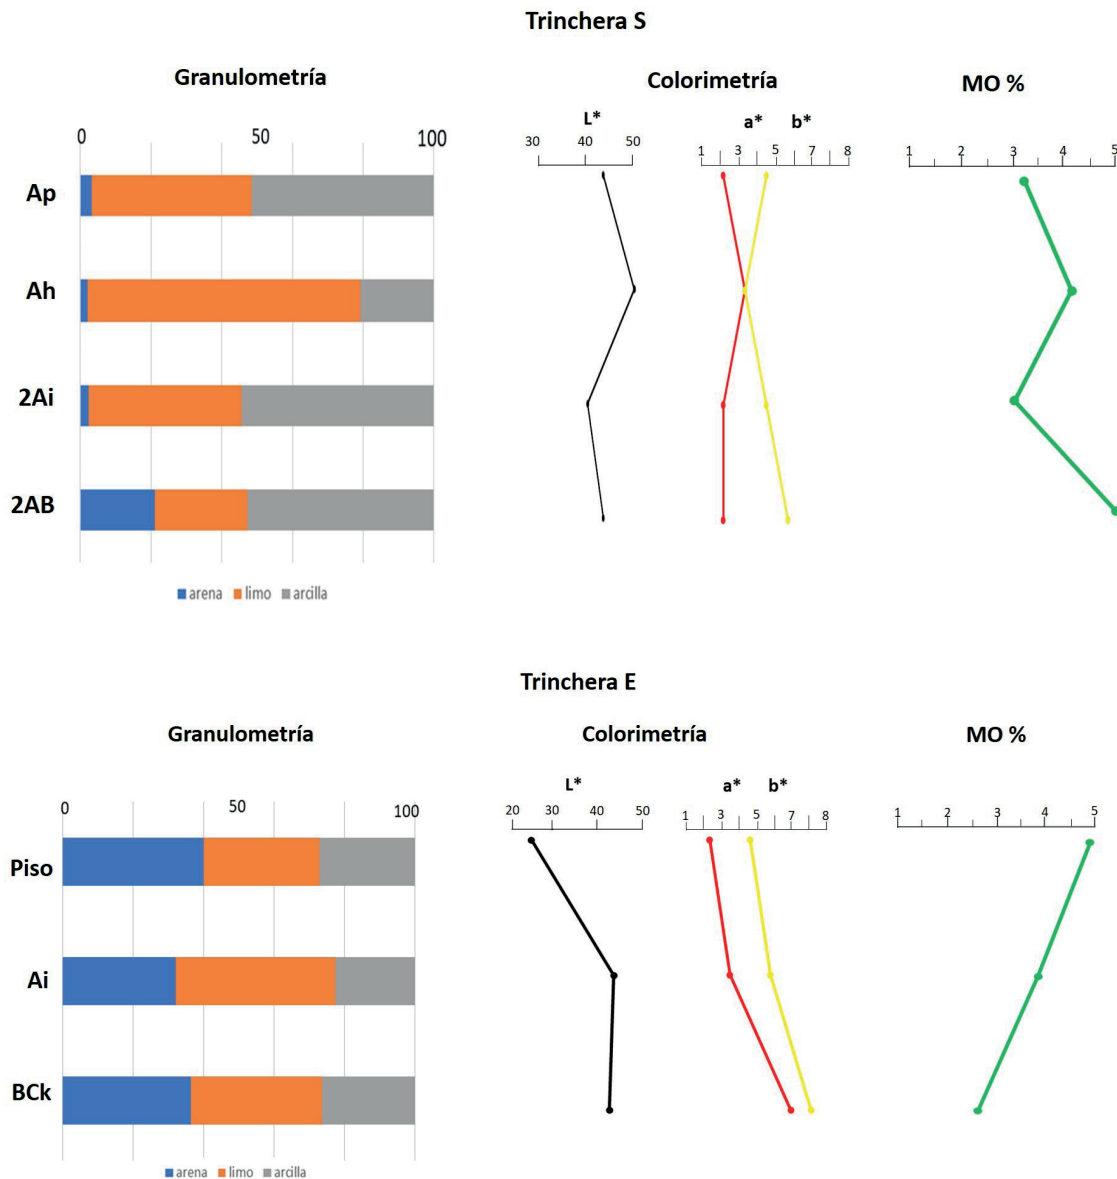 Trinchera S
Granulometría
Colorimetría
MO %
L*
a* b*
0 50 100
30 40 50
1 3 5 7 8
1 2 3 4 5
Ap
Ah
2Ai
2AB
arena limo arcilla
Trinchera E
Granulometría
Colorimetría
MO %
L*
a* b*
0 50 100
20 30 40 50
1 3 5 7 8
1 2 3 4 5
Piso
Ai
BCk
arena limo arcilla